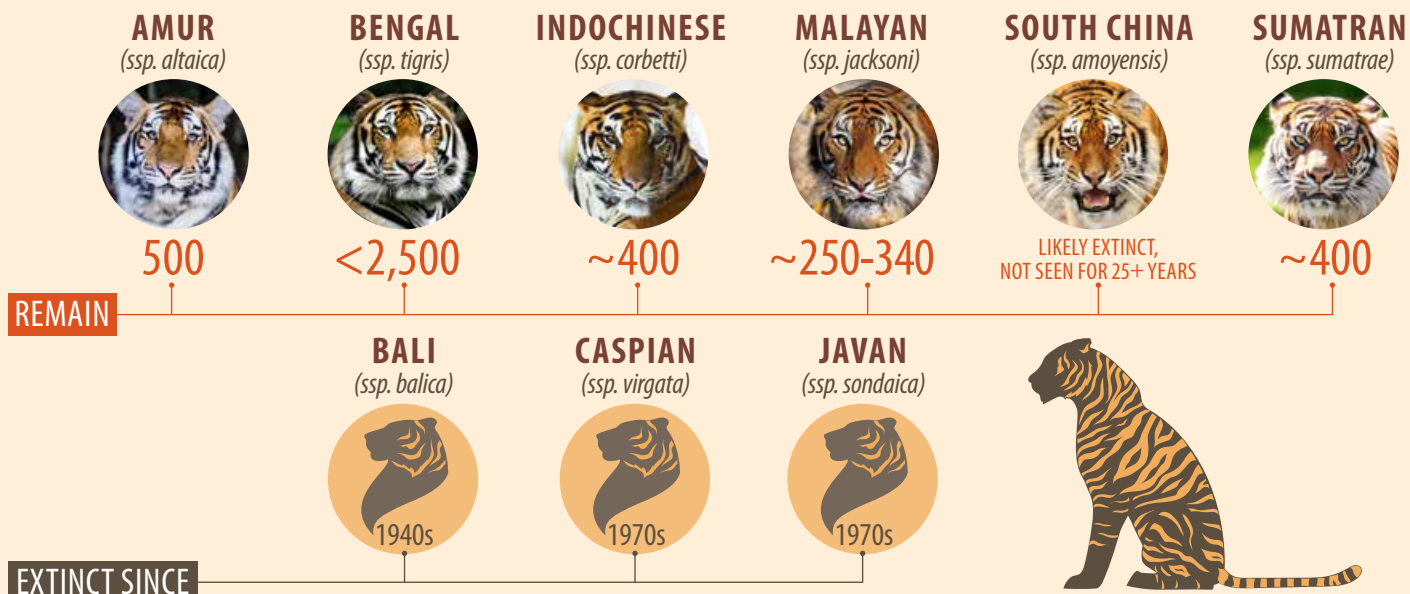 AMUR
(ssp. altaica)
500
BENGAL
(ssp. tigris)
<2,500
INDOCHINESE
(ssp. corbetti)
~400
MALAYAN
(ssp. jacksoni)
~250-340
SOUTH CHINA
(ssp. amoyensis)
LIKELY EXTINCT,
NOT SEEN FOR 25+ YEARS
SUMATRAN
(ssp. sumatrae)
~400
REMAIN
BALI
(ssp. balica)
1940s
CASPIAN
(ssp. virgata)
1970s
JAVAN
(ssp. sondaica)
1970s
EXTINCT SINCE